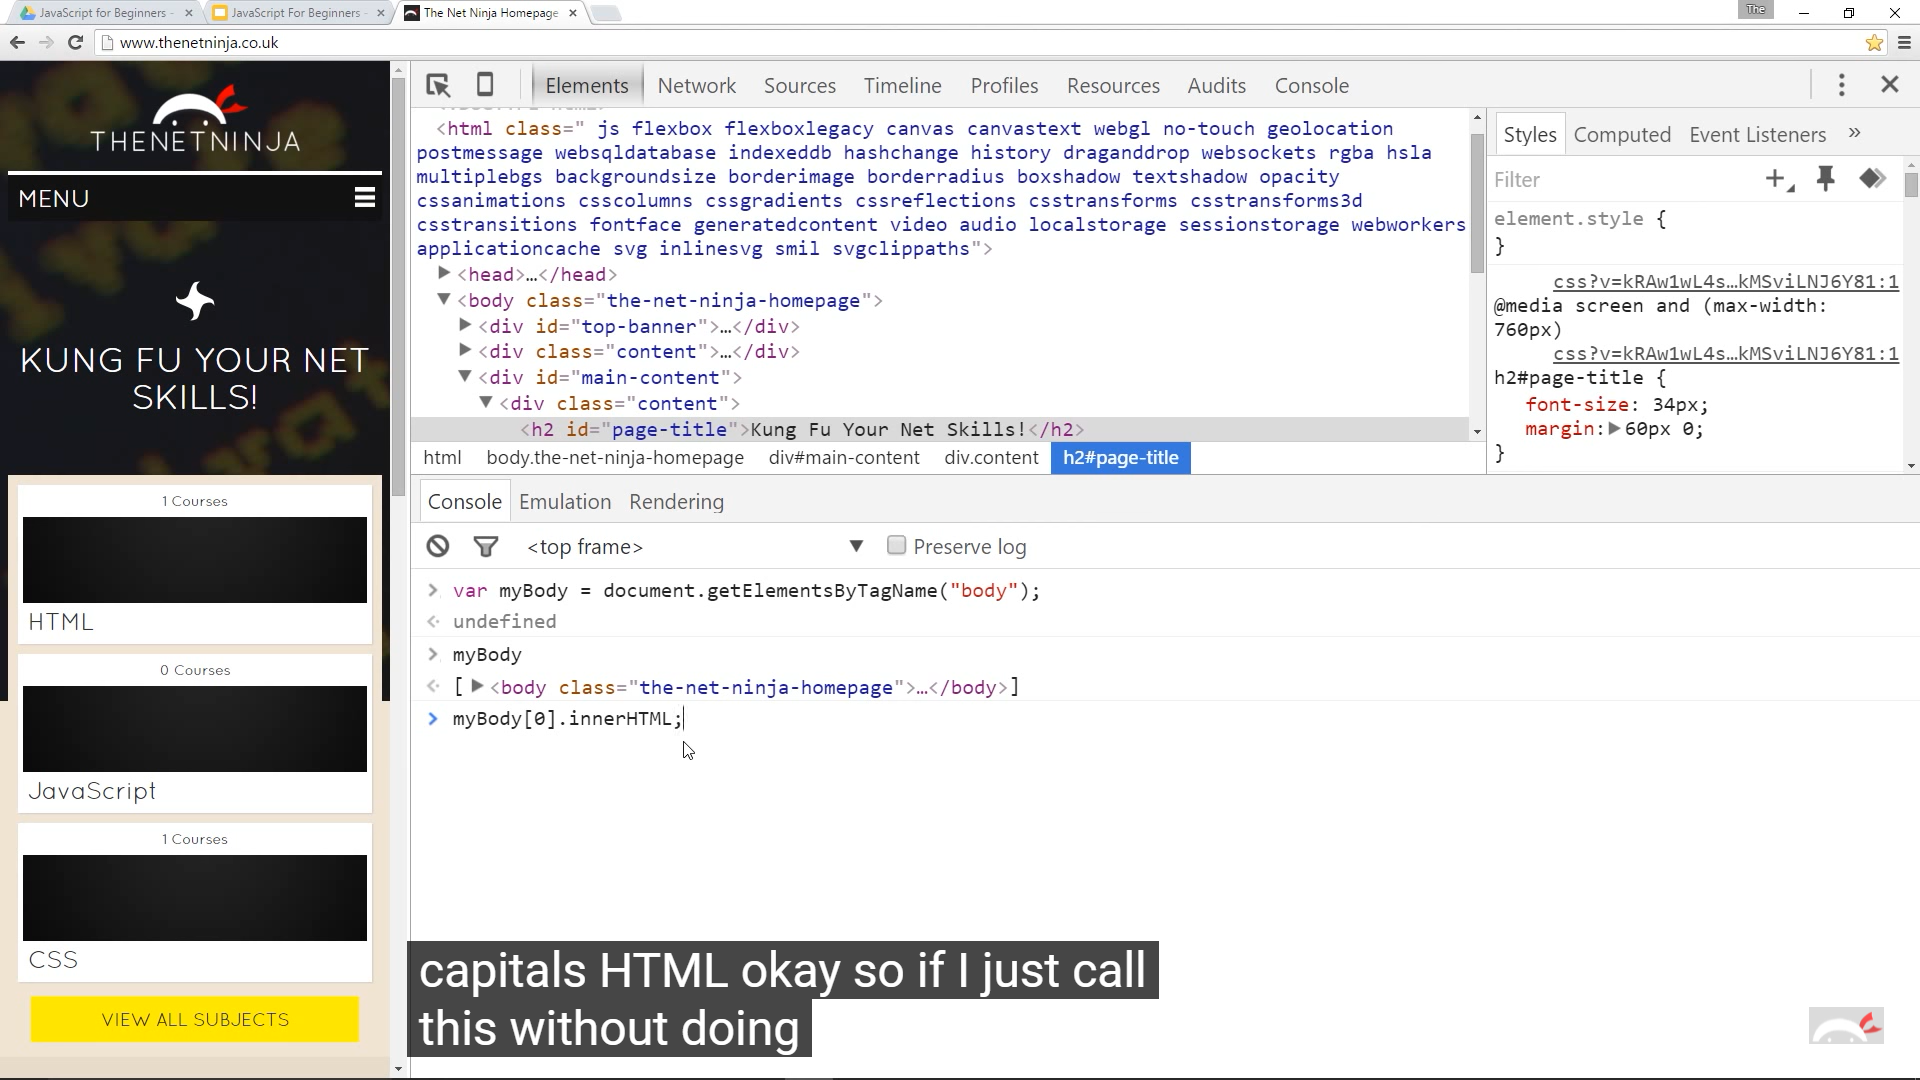 JavaScript for Beginners -
JavaScript For Beginners -
The Net Ninja Homepage
The
www.thenetninja.co.uk
THENETNINJA
MENU
KUNG FU YOUR NET
SKILLS!
1 Courses
HTML
0 Courses
JavaScript
1 Courses
CSS
VIEW ALL SUBJECTS
Elements Network Sources Timeline Profiles Resources Audits Console
<html class=" js flexbox flexboxlegacy canvas canvastext webgl no-touch geolocation
postmessage websqldatabase indexeddb hashchange history draganddrop websockets rgba hsla
multiplebgs backgroundsize borderimage borderradius boxshadow textshadow opacity
cssanimations csscolumns cssgradients cssreflections csstransforms csstransforms3d
csstransitions fontface generatedcontent video audio localstorage sessionstorage webworkers
applicationcache svg inlinesvg smil svgclippaths">
<head>…</head>
<body class="the-net-ninja-homepage">
<div id="top-banner">…</div>
<div class="content">…</div>
<div id="main-content">
<div class="content">
<h2 id="page-title">Kung Fu Your Net Skills!</h2>
html body.the-net-ninja-homepage div#main-content div.content h2#page-title
Styles Computed Event Listeners »
Filter
element.style {
}
css?v=kRAw1wL4s…kMSviLNJ6Y81:1
@media screen and (max-width:
760px)
css?v=kRAw1wL4s…kMSviLNJ6Y81:1
h2#page-title {
font-size: 34px;
margin: 60px 0;
}
Console Emulation Rendering
<top frame> Preserve log
> var myBody = document.getElementsByTagName("body");
undefined
> myBody
[ <body class="the-net-ninja-homepage">…</body>]
> myBody[0].innerHTML;
capitals HTML okay so if I just call
this without doing